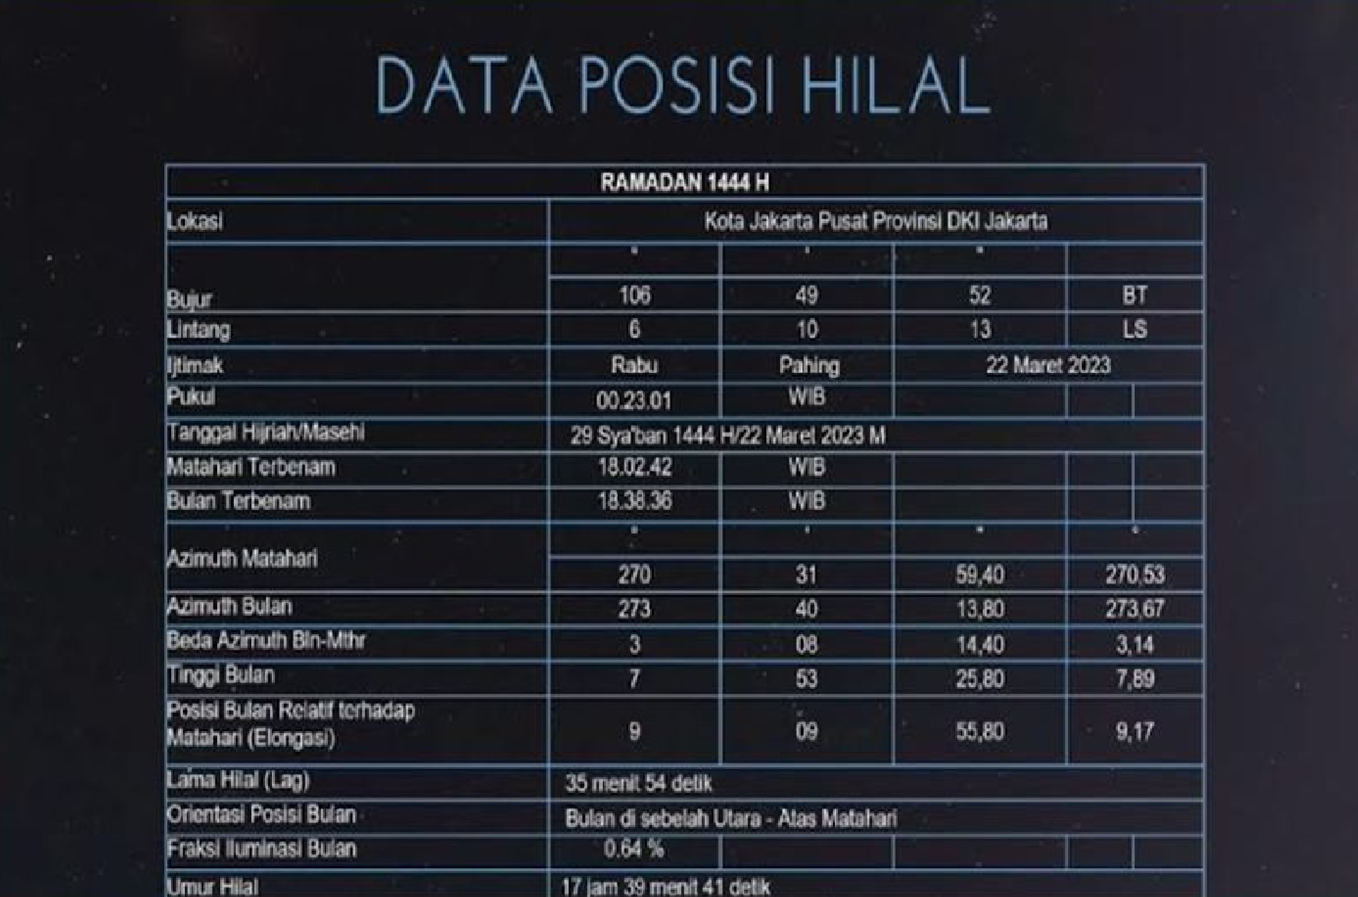 DATA POSISI HILAL
RAMADAN 1444 H
Lokasi Kota Jakarta Pusat Provinsi DKI Jakarta
° ' "
Bujur 106 49 52 BT
Lintang 6 10 13 LS
Ijtimak Rabu Pahing 22 Maret 2023
Pukul 00.23.01 WIB
Tanggal Hijriah/Masehi 29 Sya'ban 1444 H/22 Maret 2023 M
Matahari Terbenam 18.02.42 WIB
Bulan Terbenam 18.38.36 WIB
° ' " °
Azimuth Matahari 270 31 59,40 270,53
Azimuth Bulan 273 40 13,80 273,67
Beda Azimuth Bln-Mthr 3 08 14,40 3,14
Tinggi Bulan 7 53 25,80 7,89
Posisi Bulan Relatif terhadap
Matahari (Elongasi) 9 09 55,80 9,17
Lama Hilal (Lag) 35 menit 54 detik
Orientasi Posisi Bulan Bulan di sebelah Utara - Atas Matahari
Fraksi Iluminasi Bulan 0.64 %
Umur Hilal 17 jam 39 menit 41 detik